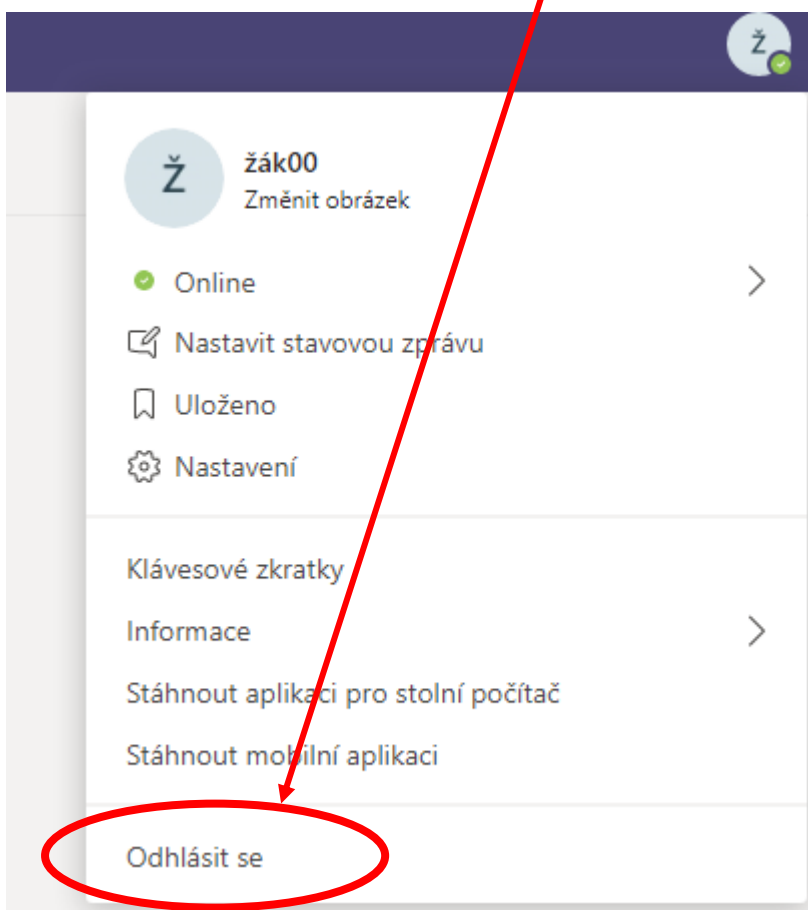 ž
Ž
žák00
Změnit obrázek
Online
Nastavit stavovou zprávu
Uloženo
Nastavení
Klávesové zkratky
Informace
Stáhnout aplikaci pro stolní počítač
Stáhnout mobilní aplikaci
Odhlásit se